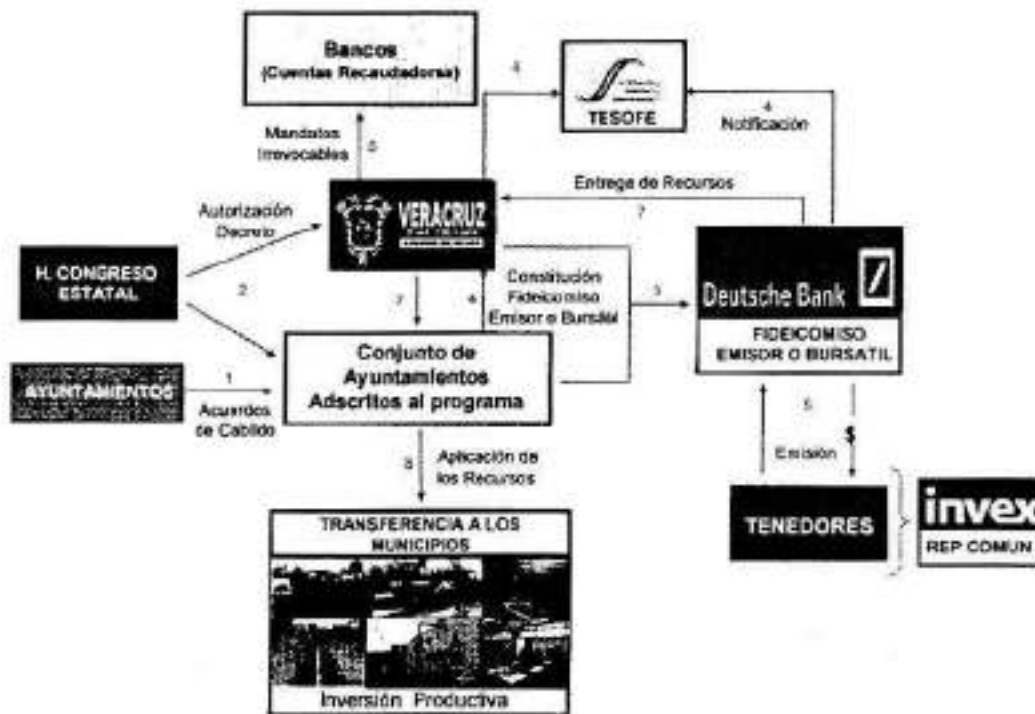 Bancos
(Cuentas Recaudadorsa)
4
TESOFE
4
Notificación
Mandatos
Irrevocables
5
Entrega de Recursos
7
VERACRUZ
Autorización
Decreto
H. CONGRESO
ESTATAL
2
7
4
Constitución
Fideicomiso
Emisor o Bursátil
3
Deutsche Bank
FIDEICOMISO
EMISOR O BURSATIL
Conjunto de
Ayuntamientos
Adscritos al programa
AYUNTAMIENTOS
1
Acuerdos
de Cabildo
5
$
Emisión
8
Aplicación de
los Recursos
TENEDORES
invex
REP COMUN
TRANSFERENCIA A LOS
MUNICIPIOS
Inversión Productiva